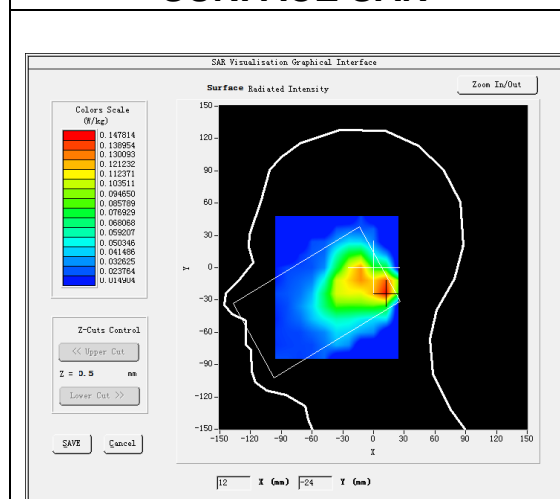 SURFACE SAR
SAR Visualisation Graphical Interface
Surface Radiated Intensity
Zoom In/Out
Colors Scale
(W/kg)
0.147814
0.138954
0.130093
0.121232
0.112371
0.103511
0.094650
0.085789
0.076929
0.068068
0.059207
0.050346
0.041486
0.032625
0.023764
0.014904
Z-Cuts Control
<< Upper Cut
Z = 0.5 mm
Lower Cut >>
SAVE Cancel
150
120
90
60
30
0
-30
-60
-90
-120
-150
Y
-150 -120 -90 -60 -30 0 30 60 90 120 150
X
12 X (mm) -24 Y (mm)